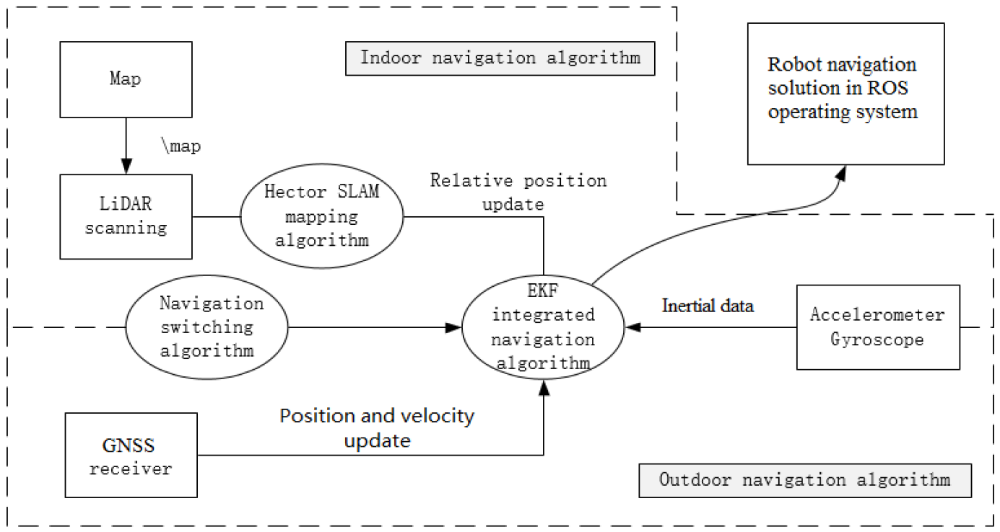 Map
Indoor navigation algorithm
Robot navigation
solution in ROS
operating system
\map
LiDAR
scanning
Hector SLAM
mapping
algorithm
Relative position
update
Navigation
switching
algorithm
EKF
integrated
navigation
algorithm
Inertial data
Accelerometer
Gyroscope
Position and velocity
update
GNSS
receiver
Outdoor navigation algorithm